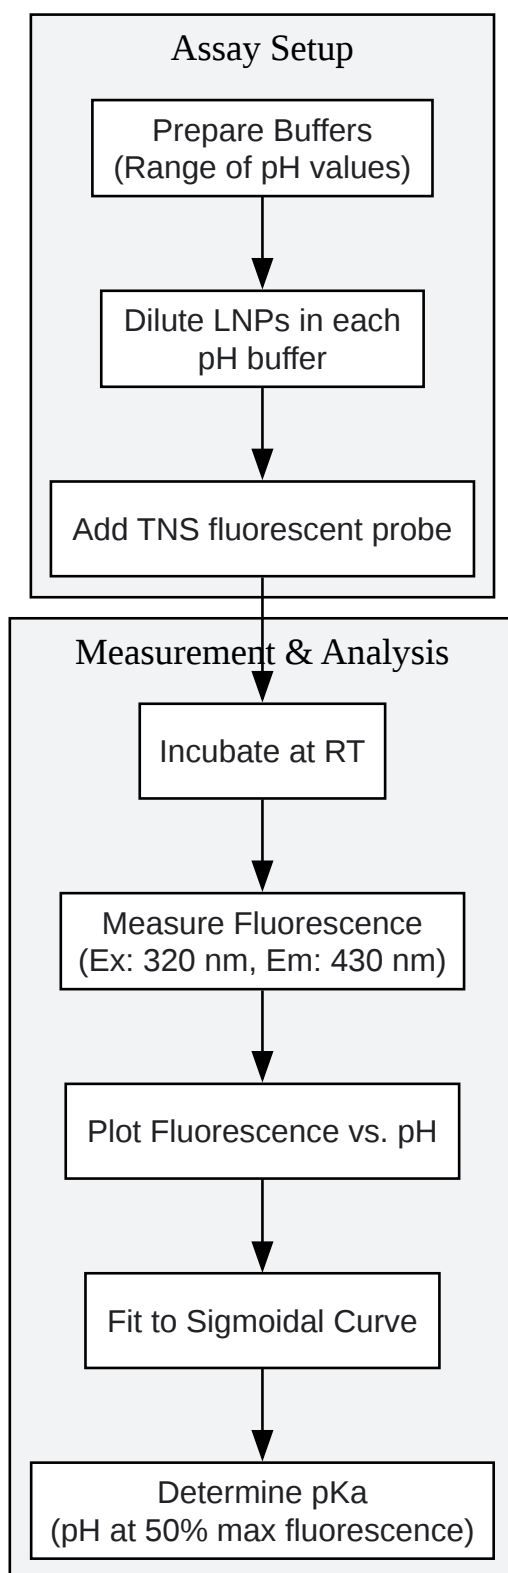 Assay Setup
Prepare Buffers
(Range of pH values)
Dilute LNPs in each
pH buffer
Add TNS fluorescent probe
Measurement & Analysis
Incubate at RT
Measure Fluorescence
(Ex: 320 nm, Em: 430 nm)
Plot Fluorescence vs. pH
Fit to Sigmoidal Curve
Determine pKa
(pH at 50% max fluorescence)